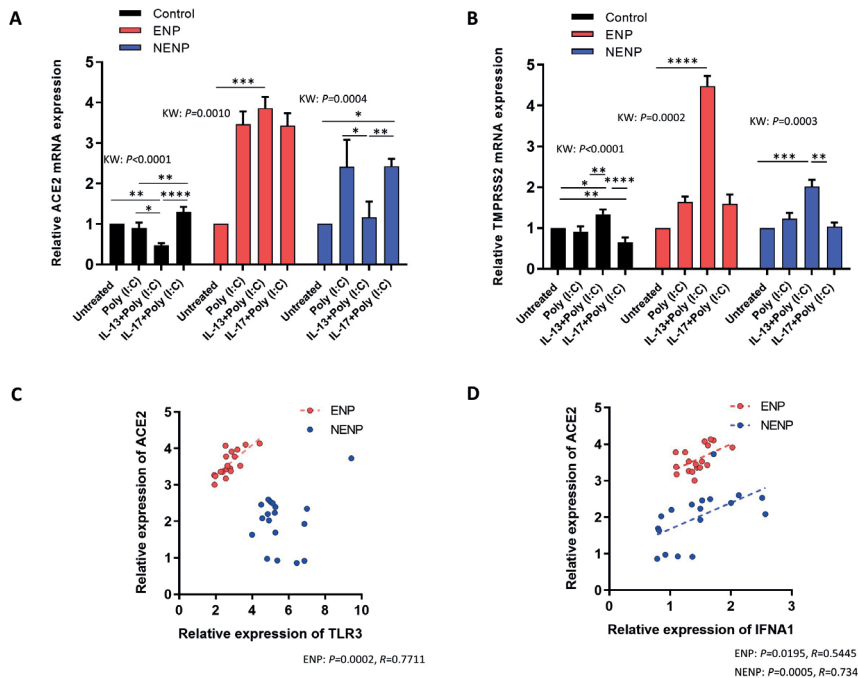 A
Control
ENP
NENP
Relative ACE2 mRNA expression
5
4
3
2
1
0
KW: P<0.0001
KW: P=0.0010
KW: P=0.0004
**
**
*
****
***
*
*
**
Untreated
Poly (I:C)
IL-13+Poly (I:C)
IL-17+Poly (I:C)
Untreated
Poly (I:C)
IL-13+Poly (I:C)
IL-17+Poly (I:C)
Untreated
Poly (I:C)
IL-13+Poly (I:C)
IL-17+Poly (I:C)
B
Control
ENP
NENP
Relative TMPRSS2 mRNA expression
5
4
3
2
1
0
KW: P<0.0001
KW: P=0.0002
KW: P=0.0003
**
*
****
**
****
***
**
Untreated
Poly (I:C)
IL-13+Poly (I:C)
IL-17+Poly (I:C)
Untreated
Poly (I:C)
IL-13+Poly (I:C)
IL-17+Poly (I:C)
Untreated
Poly (I:C)
IL-13+Poly (I:C)
IL-17+Poly (I:C)
C
ENP
NENP
Relative expression of ACE2
5
4
3
2
1
0
0
2
4
6
8
10
Relative expression of TLR3
ENP: P=0.0002, R=0.7711
D
ENP
NENP
Relative expression of ACE2
5
4
3
2
1
0
1
2
3
Relative expression of IFNA1
ENP: P=0.0195, R=0.5445
NENP: P=0.0005, R=0.734